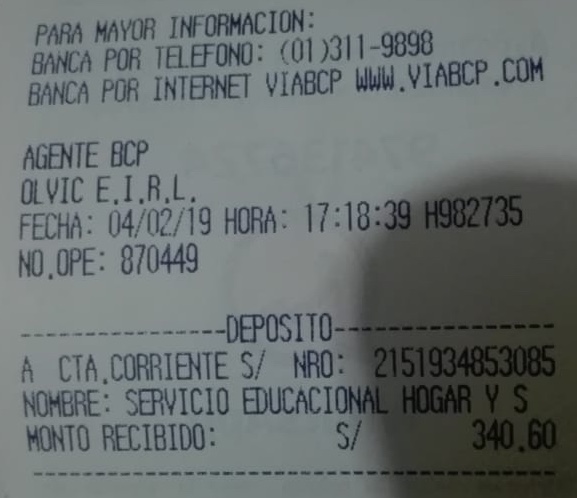 PARA MAYOR INFORMACION:
BANCA POR TELEFONO: (01)311-9898
BANCA POR INTERNET VIABCP WWW.VIABCP.COM
AGENTE BCP
OLVIC E.I.R.L.
FECHA: 04/02/19 HORA: 17:18:39 H982735
NO.OPE: 870449
---------------DEPOSITO----------------
A CTA.CORRIENTE S/ NRO: 2151934853085
NOMBRE: SERVICIO EDUCACIONAL HOGAR Y S
MONTO RECIBIDO: S/ 340.60
---------------------------------------